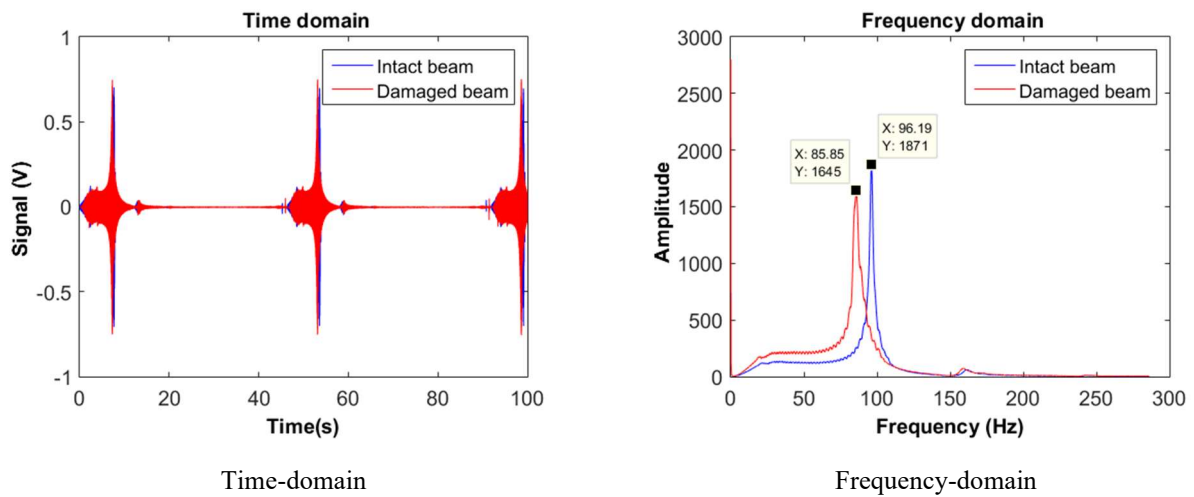 Time domain
1
0.5
0
-0.5
-1
Signal (V)
0 20 40 60 80 100
Time(s)
Intact beam
Damaged beam
Frequency domain
3000
2500
2000
1500
1000
500
0
Amplitude
0 50 100 150 200 250 300
Frequency (Hz)
Intact beam
Damaged beam
X: 85.85
Y: 1645
X: 96.19
Y: 1871
Time-domain
Frequency-domain